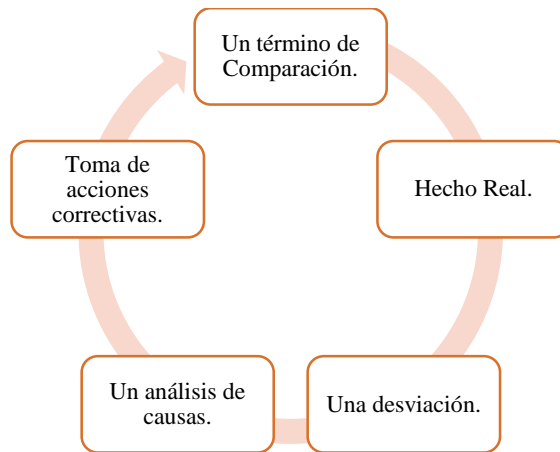 Un término de
Comparación.
Hecho Real.
Una desviación.
Un análisis de
causas.
Toma de
acciones
correctivas.